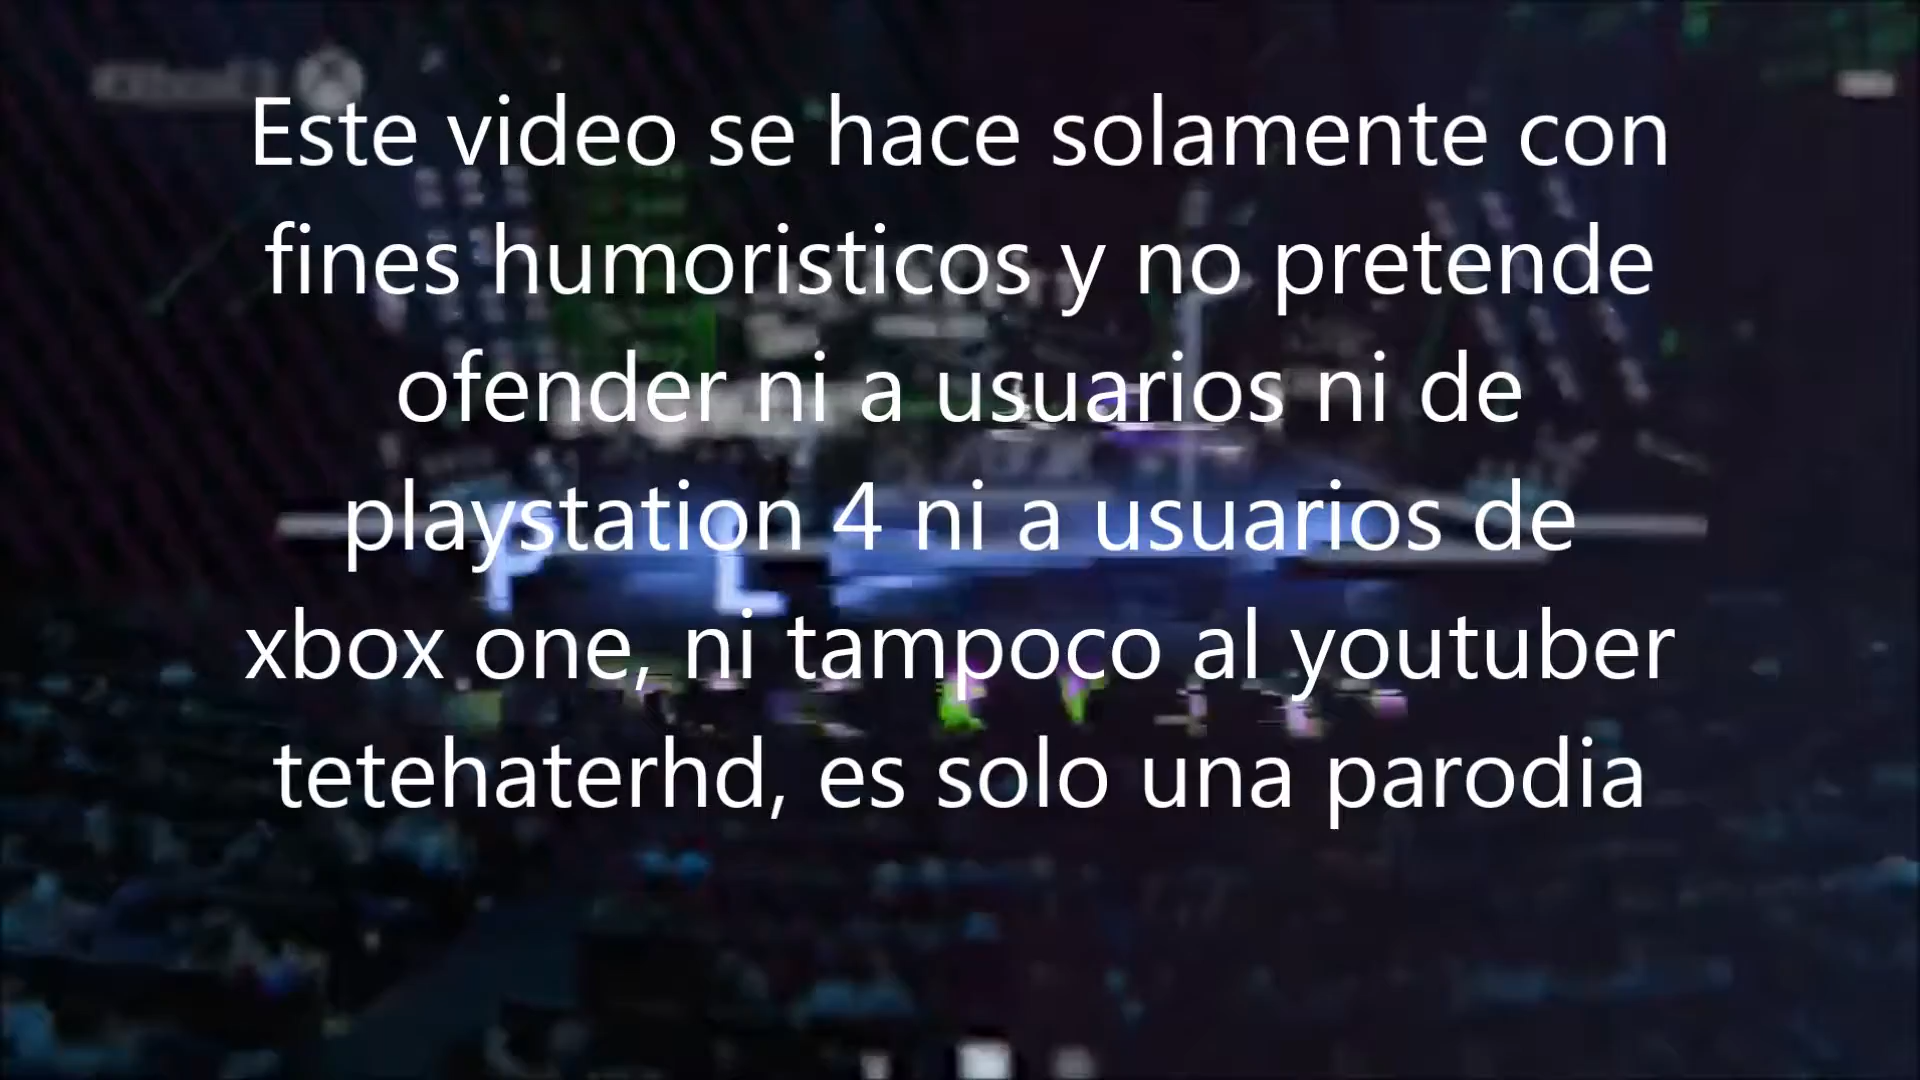 Este video se hace solamente con
fines humoristicos y no pretende
ofender ni a usuarios ni de
playstation 4 ni a usuarios de
xbox one, ni tampoco al youtuber
tetehaterhd, es solo una parodia
P L